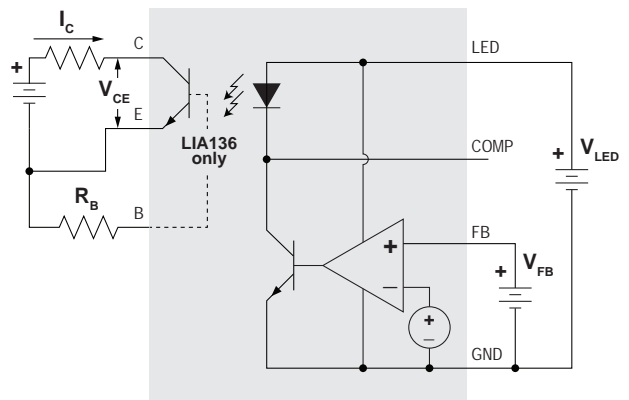 I_C
C
LED
+
V_CE
E
LIA136
only
COMP
+
V_LED
R_B
B
FB
+
+
V_FB
−
+
−
GND